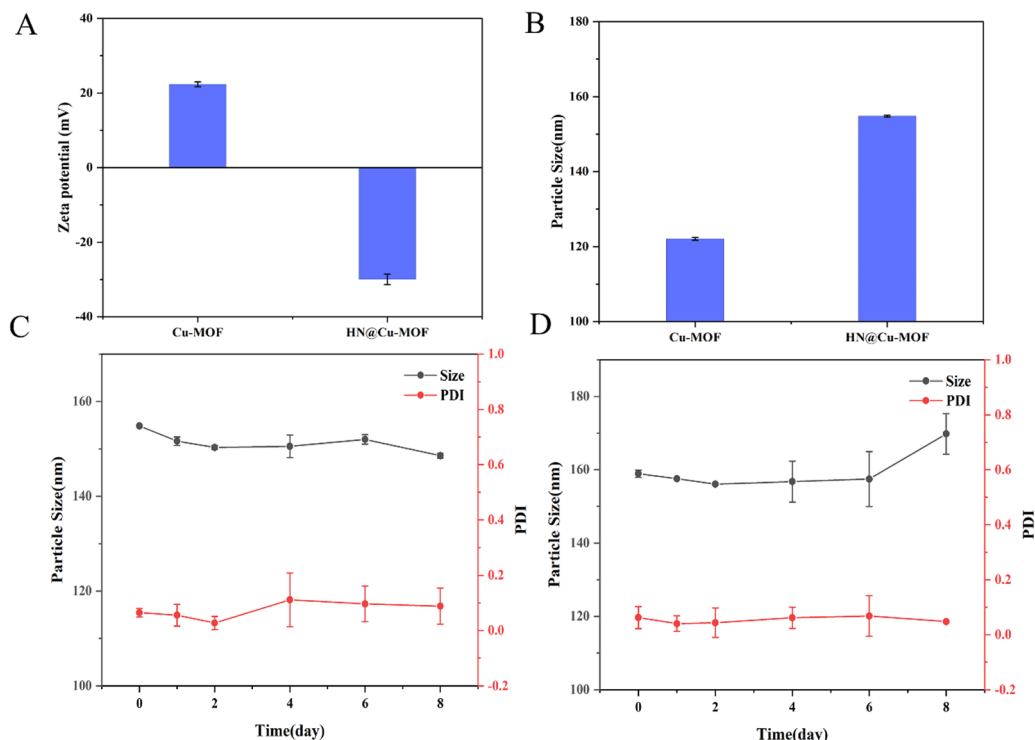 A
40
20
0
-20
-40
Zeta potential (mV)
Cu-MOF
HN@Cu-MOF
B
180
160
140
120
100
Particle Size(nm)
Cu-MOF
HN@Cu-MOF
C
160
140
120
100
Particle Size(nm)
Size
PDI
1.0
0.8
0.6
0.4
0.2
0.0
-0.2
PDI
0
2
4
6
8
Time(day)
D
180
160
140
120
100
Particle Size(nm)
Size
PDI
1.0
0.8
0.6
0.4
0.2
0.0
-0.2
PDI
0
2
4
6
8
Time(day)